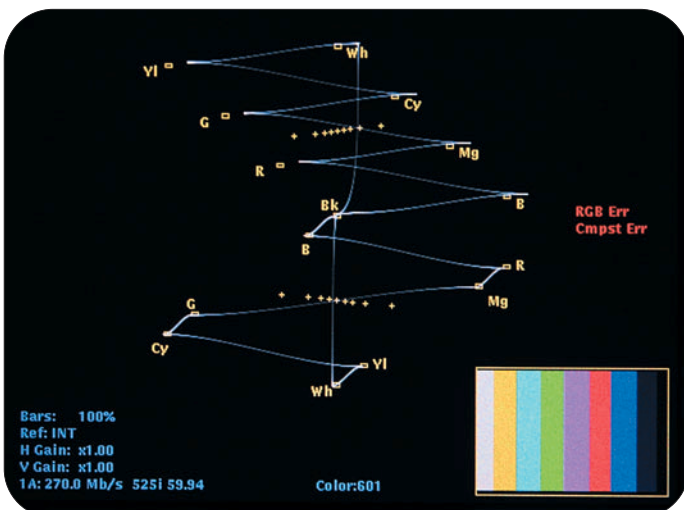 Wh
Yl
Cy
G
Mg
R
B
Bk
RGB Err
Cmpst Err
B
R
Mg
G
Cy
Yl
Wh
Bars: 100%
Ref: INT
H Gain: x1.00
V Gain: x1.00
1A: 270.0 Mb/s 525i 59.94
Color:601